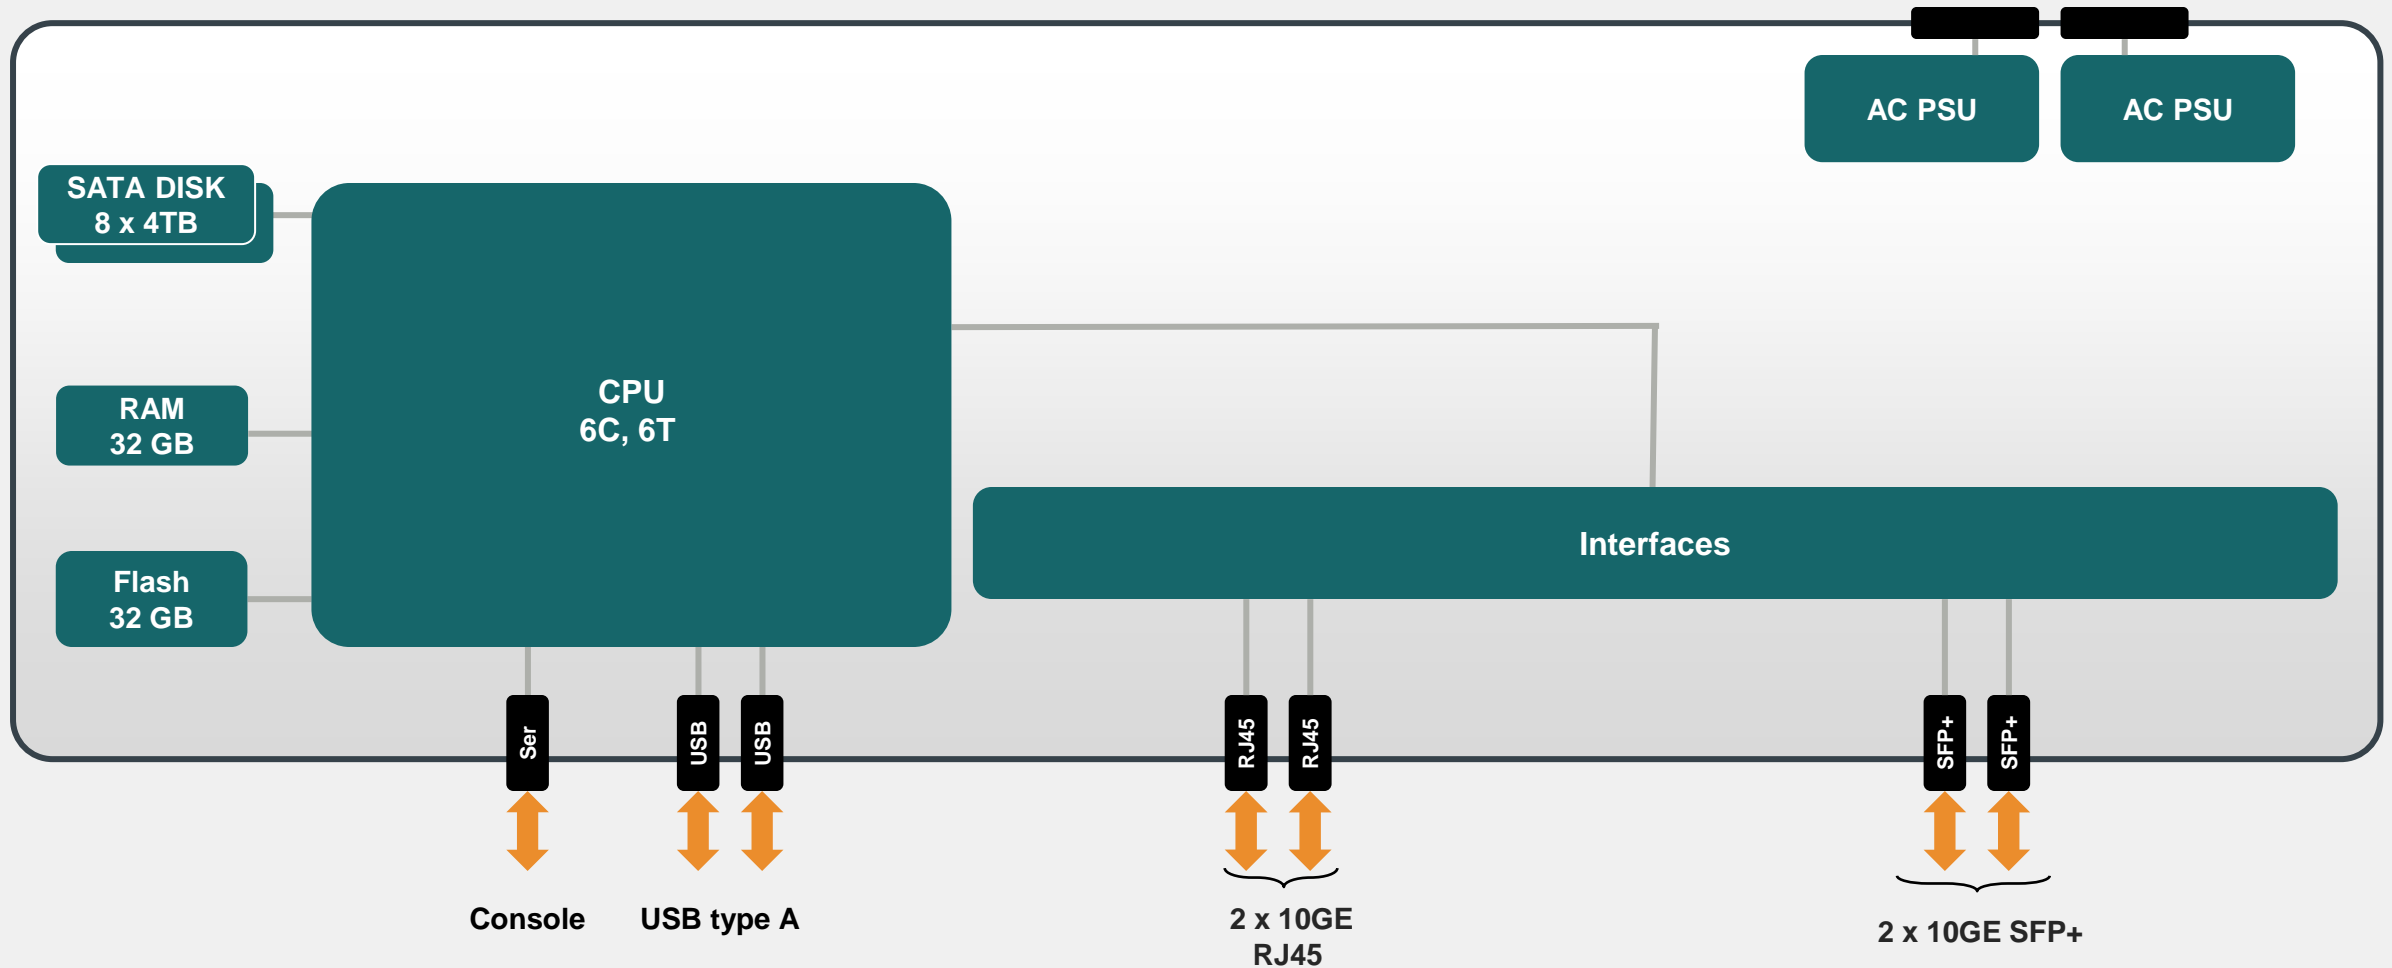 AC PSU
AC PSU
SATA DISK
8 x 4TB
CPU
6C, 6T
RAM
32 GB
Interfaces
Flash
32 GB
Ser
USB
USB
RJ45
RJ45
SFP+
SFP+
Console
USB type A
2 x 10GE
RJ45
2 x 10GE SFP+